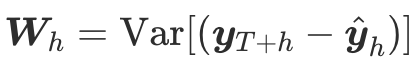 𝑾ₕ = Var[(𝒚_{T+h} − 𝒚̂ₕ)]